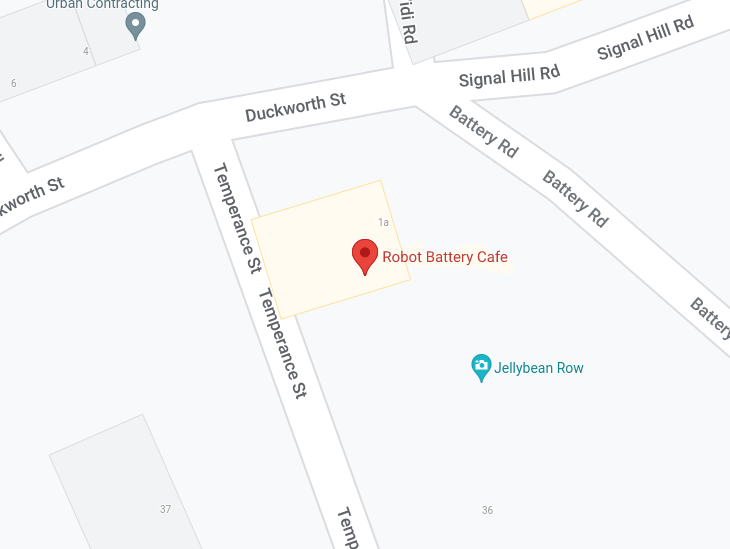 Urban Contracting
idi Rd
4
6
Signal Hill Rd
Signal Hill Rd
Duckworth St
Battery Rd
kworth St
Temperance St
Battery Rd
1a
Robot Battery Cafe
Temperance St
Battery
Jellybean Row
37
36
Temp